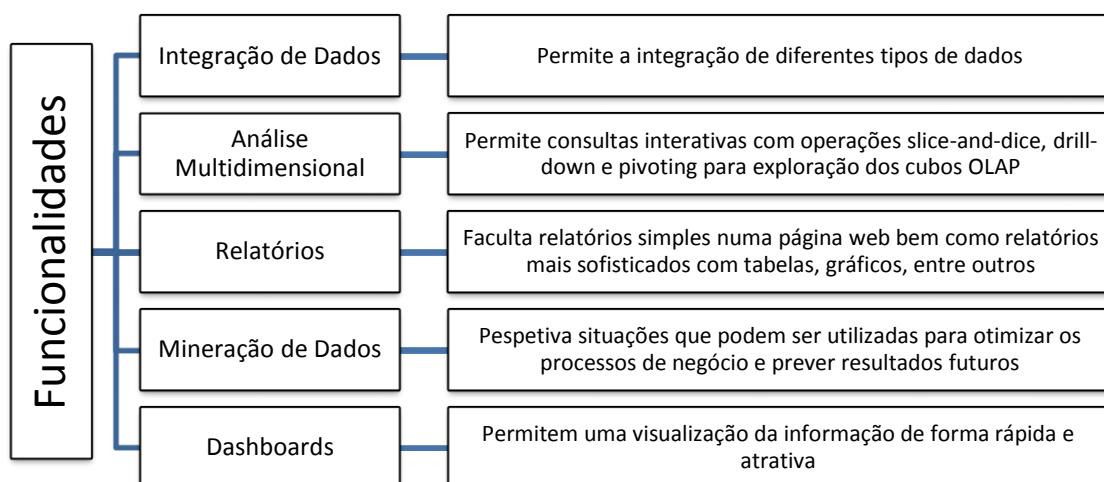 Funcionalidades
Integração de Dados
Permite a integração de diferentes tipos de dados
Análise
Multidimensional
Permite consultas interativas com operações slice-and-dice, drill-
down e pivoting para exploração dos cubos OLAP
Relatórios
Faculta relatórios simples numa página web bem como relatórios
mais sofisticados com tabelas, gráficos, entre outros
Mineração de Dados
Pespetiva situações que podem ser utilizadas para otimizar os
processos de negócio e prever resultados futuros
Dashboards
Permitem uma visualização da informação de forma rápida e
atrativa